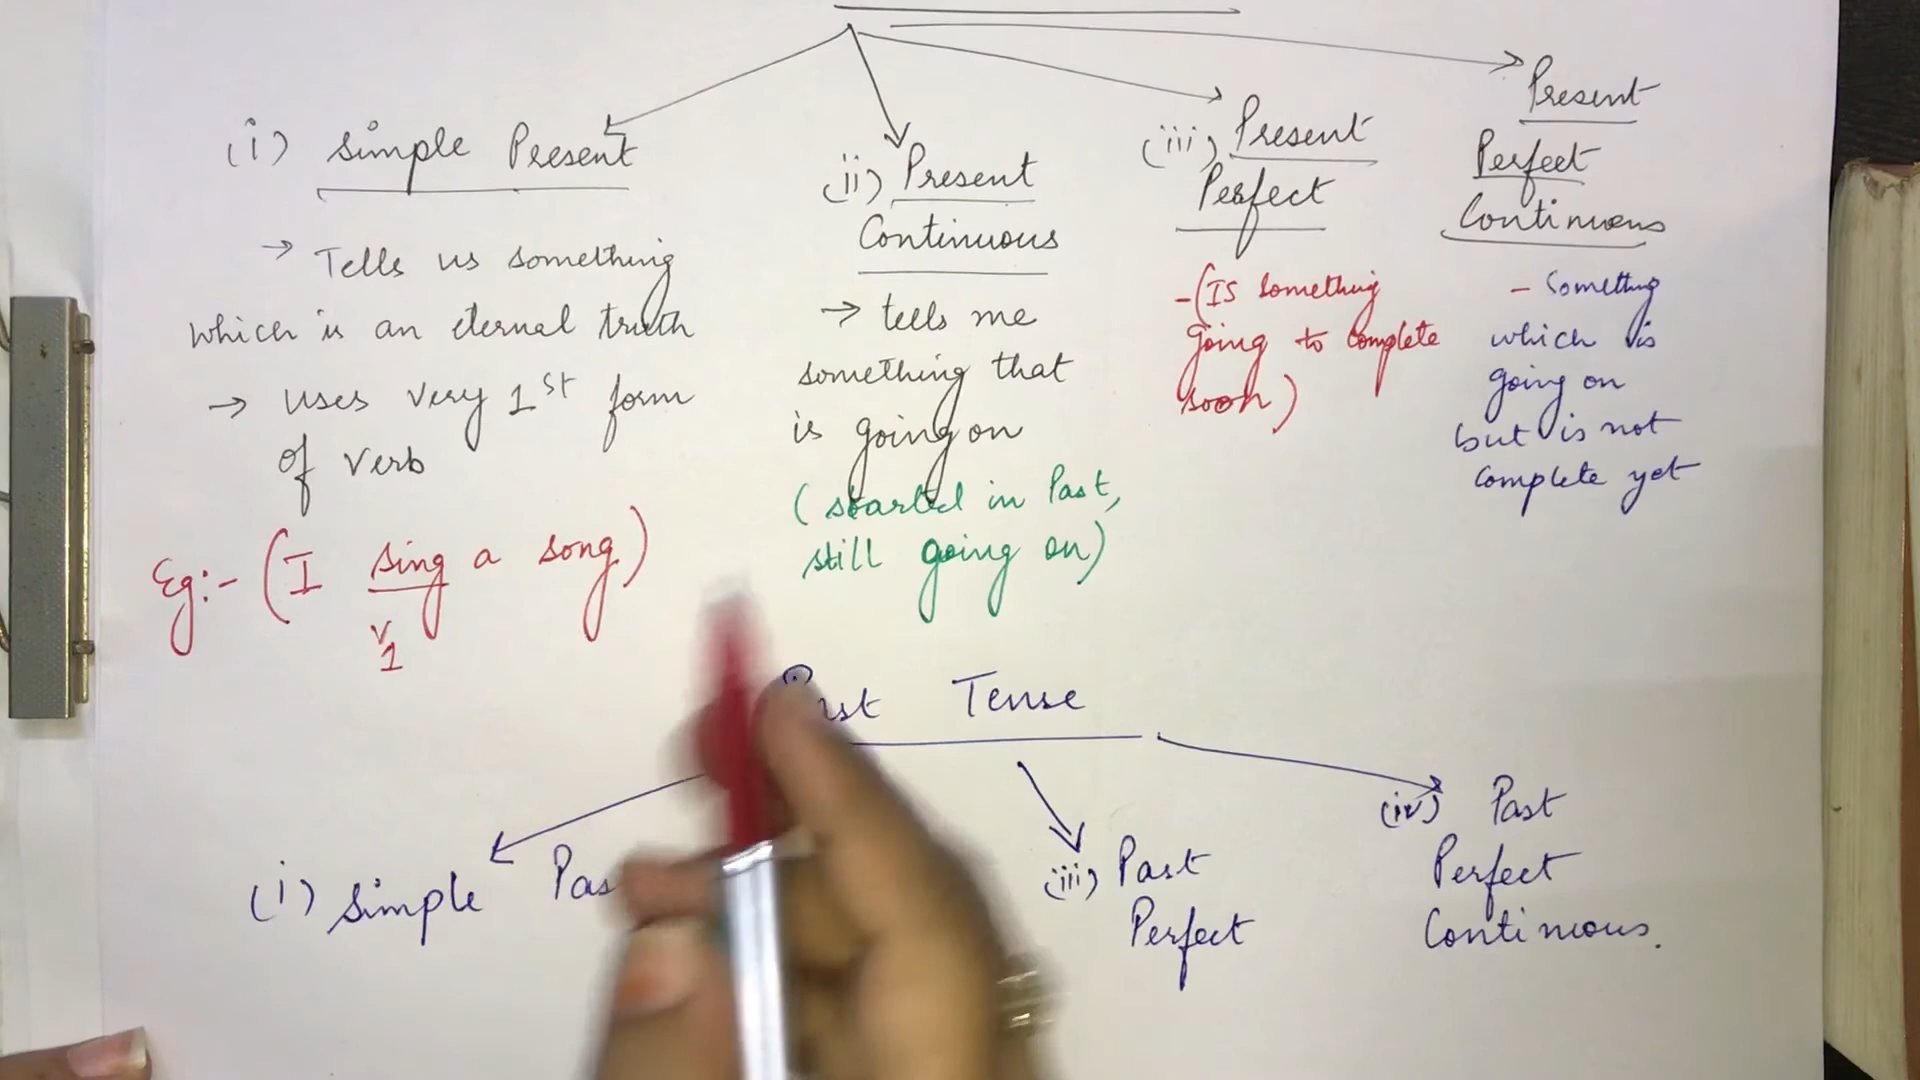 (i) Simple Present
→ Tells us something
which is an eternal truth
→ uses very 1st form
of verb
Eg:- (I sing a song)
V1
(ii) Present
Continuous
→ tells me
something that
is going on
(started in Past,
still going on)
(iii) Present
Perfect
-(Is something
going to complete
soon)
Present
Perfect
Continuous
- Something
which is
going on
but is not
complete yet
Past Tense
(i) Simple Pas
(iii) Past
Perfect
(iv) Past
Perfect
Continuous.